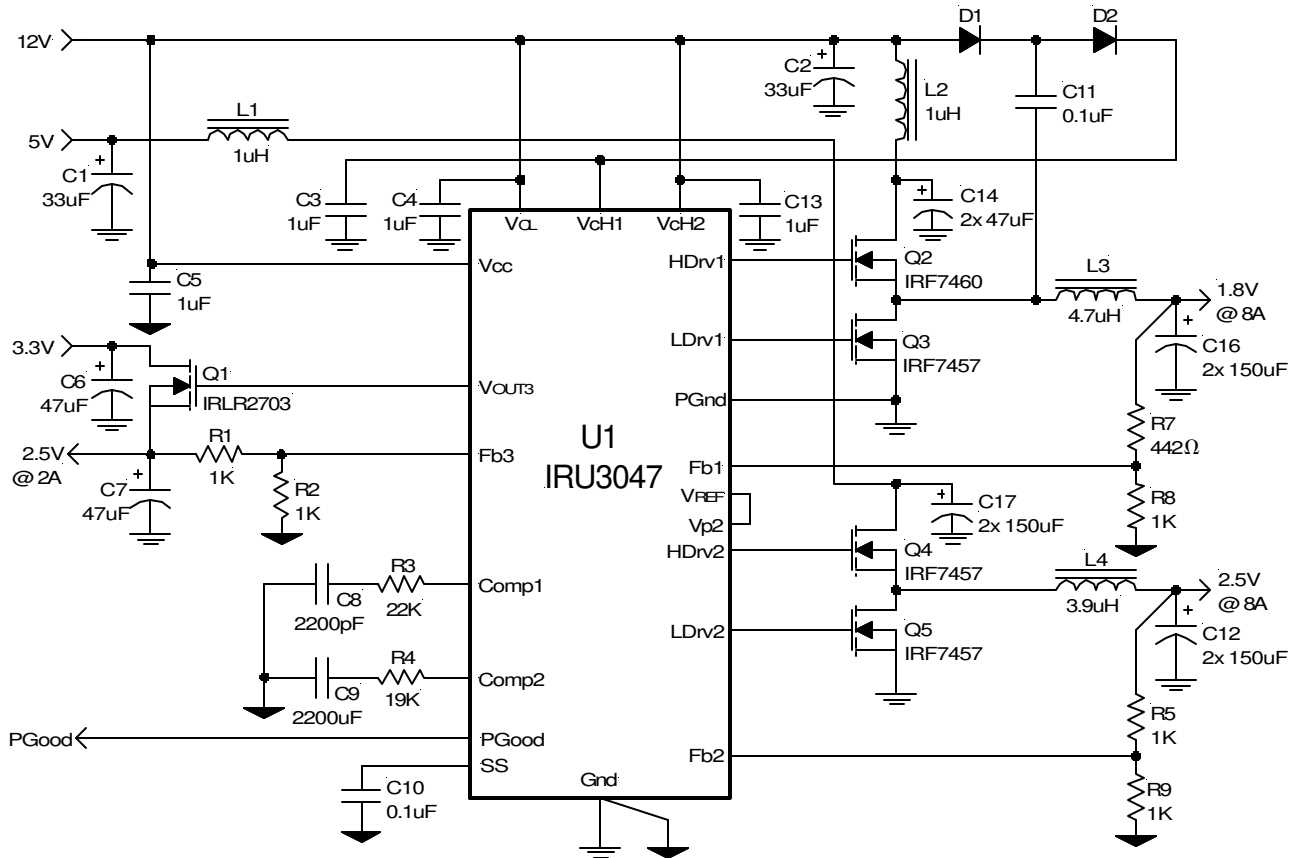 12V
D1
D2
C2
33uF
L2
1uH
C11
0.1uF
L1
1uH
5V
C1
33uF
C3
1uF
C4
1uF
C13
1uF
C14
2x 47uF
VCL
VcH1
VcH2
Vcc
HDrv1
Q2
IRF7460
C5
1uF
L3
4.7uH
1.8V
@ 8A
LDrv1
Q3
IRF7457
C16
2x 150uF
3.3V
C6
47uF
Q1
IRLR2703
VOUT3
PGnd
R7
442Ω
U1
IRU3047
2.5V
@ 2A
R1
1K
Fb3
Fb1
C7
47uF
R2
1K
VREF
Vp2
C17
2x 150uF
R8
1K
HDrv2
Q4
IRF7457
L4
3.9uH
2.5V
@ 8A
R3
22K
C8
2200pF
Comp1
LDrv2
Q5
IRF7457
C12
2x 150uF
R4
19K
C9
2200uF
Comp2
R5
1K
PGood
PGood
SS
Fb2
C10
0.1uF
Gnd
R9
1K